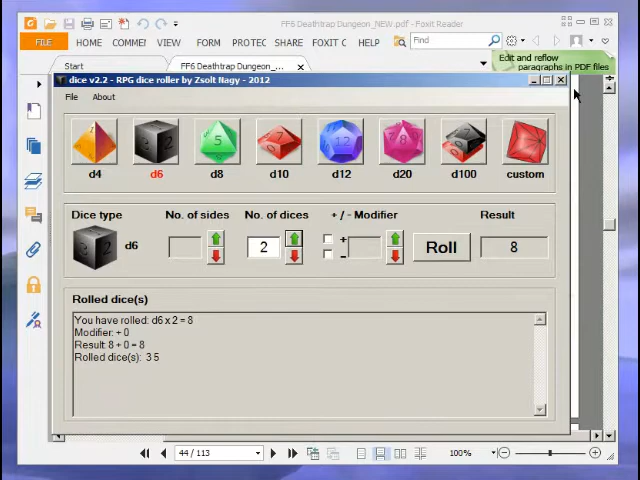 FF6 Deathtrap Dungeon_NEW.pdf - Foxit Reader
FILE HOME COMMEI VIEW FORM PROTEC SHARE FOXIT C HELP Find
Start FF6 Deathtrap Dungeon_...
Edit and reflow
paragraphs in PDF files
dice v2.2 - RPG dice roller by Zsolt Nagy - 2012
File About
d4 d6 d8 d10 d12 d20 d100 custom
Dice type No. of sides No. of dices + / - Modifier Result
d6 2 + - Roll 8
Rolled dice(s)
You have rolled: d6 x 2 = 8
Modifier: + 0
Result: 8 + 0 = 8
Rolled dice(s): 3 5
44 / 113 100%